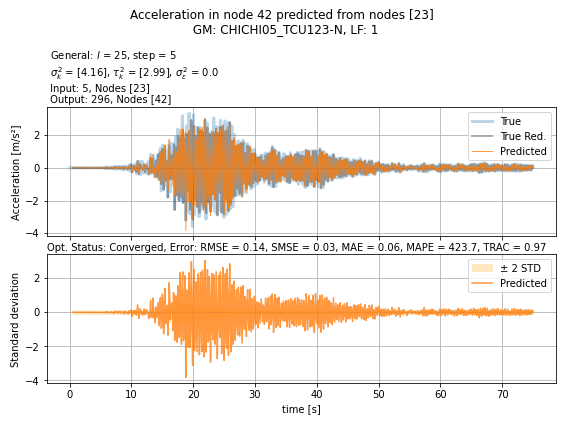 Acceleration in node 42 predicted from nodes [23]
GM: CHICHI05_TCU123-N, LF: 1
General: l = 25, step = 5
σ²ₖ = [4.16], τ²ₖ = [2.99], σ²ε = 0.0
Input: 5, Nodes [23]
Output: 296, Nodes [42]
True
True Red.
Predicted
Acceleration [m/s²]
2
0
−2
−4
Opt. Status: Converged, Error: RMSE = 0.14, SMSE = 0.03, MAE = 0.06, MAPE = 423.7, TRAC = 0.97
± 2 STD
Predicted
Standard deviation
2
0
−2
−4
0 10 20 30 40 50 60 70
time [s]